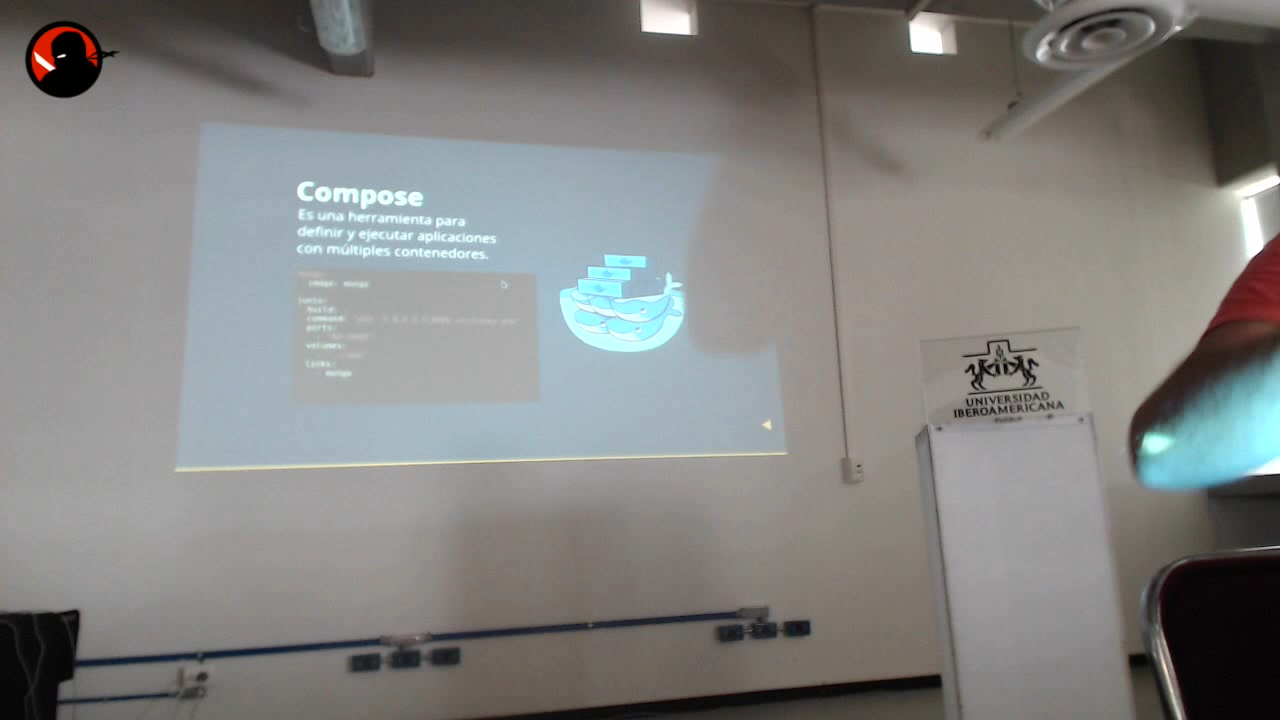 Compose
Es una herramienta para
definir y ejecutar aplicaciones
con múltiples contenedores.
image: mongo
build:
command:
ports:
volumes:
links:
mongo
UNIVERSIDAD
IBEROAMERICANA
PUEBLA